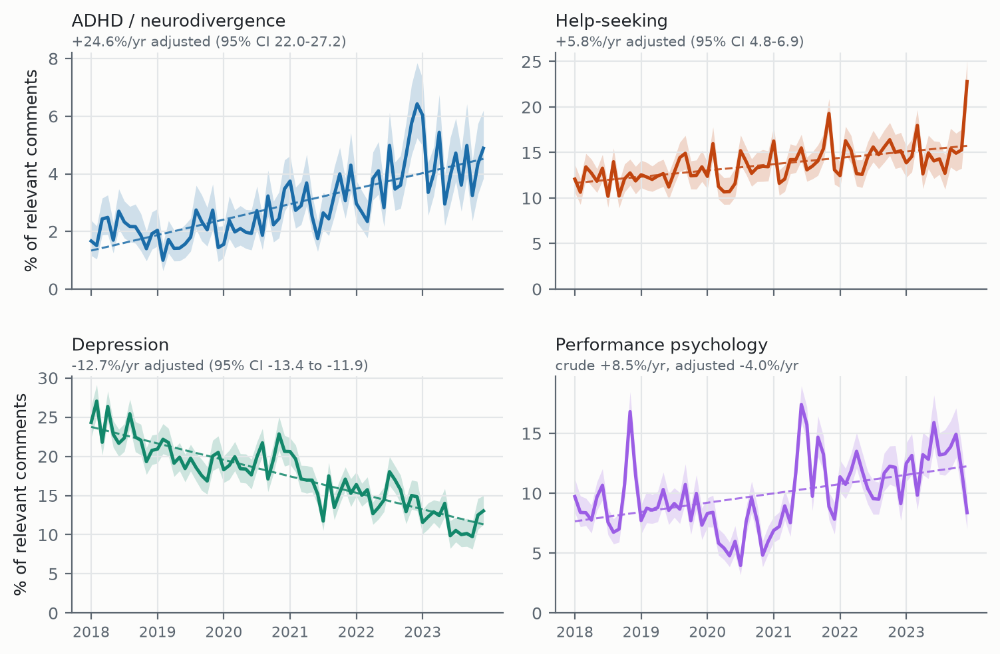 ADHD / neurodivergence
+24.6%/yr adjusted (95% CI 22.0-27.2)
% of relevant comments
8
6
4
2
0
Help-seeking
+5.8%/yr adjusted (95% CI 4.8-6.9)
25
20
15
10
5
0
Depression
-12.7%/yr adjusted (95% CI -13.4 to -11.9)
% of relevant comments
30
25
20
15
10
5
0
2018 2019 2020 2021 2022 2023
Performance psychology
crude +8.5%/yr, adjusted -4.0%/yr
15
10
5
0
2018 2019 2020 2021 2022 2023